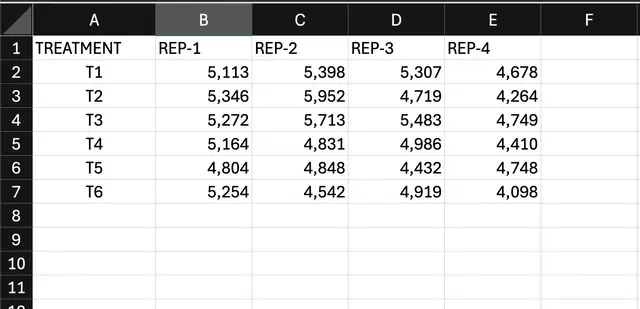 A B C D E F
1 TREATMENT REP-1 REP-2 REP-3 REP-4
2 T1 5,113 5,398 5,307 4,678
3 T2 5,346 5,952 4,719 4,264
4 T3 5,272 5,713 5,483 4,749
5 T4 5,164 4,831 4,986 4,410
6 T5 4,804 4,848 4,432 4,748
7 T6 5,254 4,542 4,919 4,098
8
9
10
11